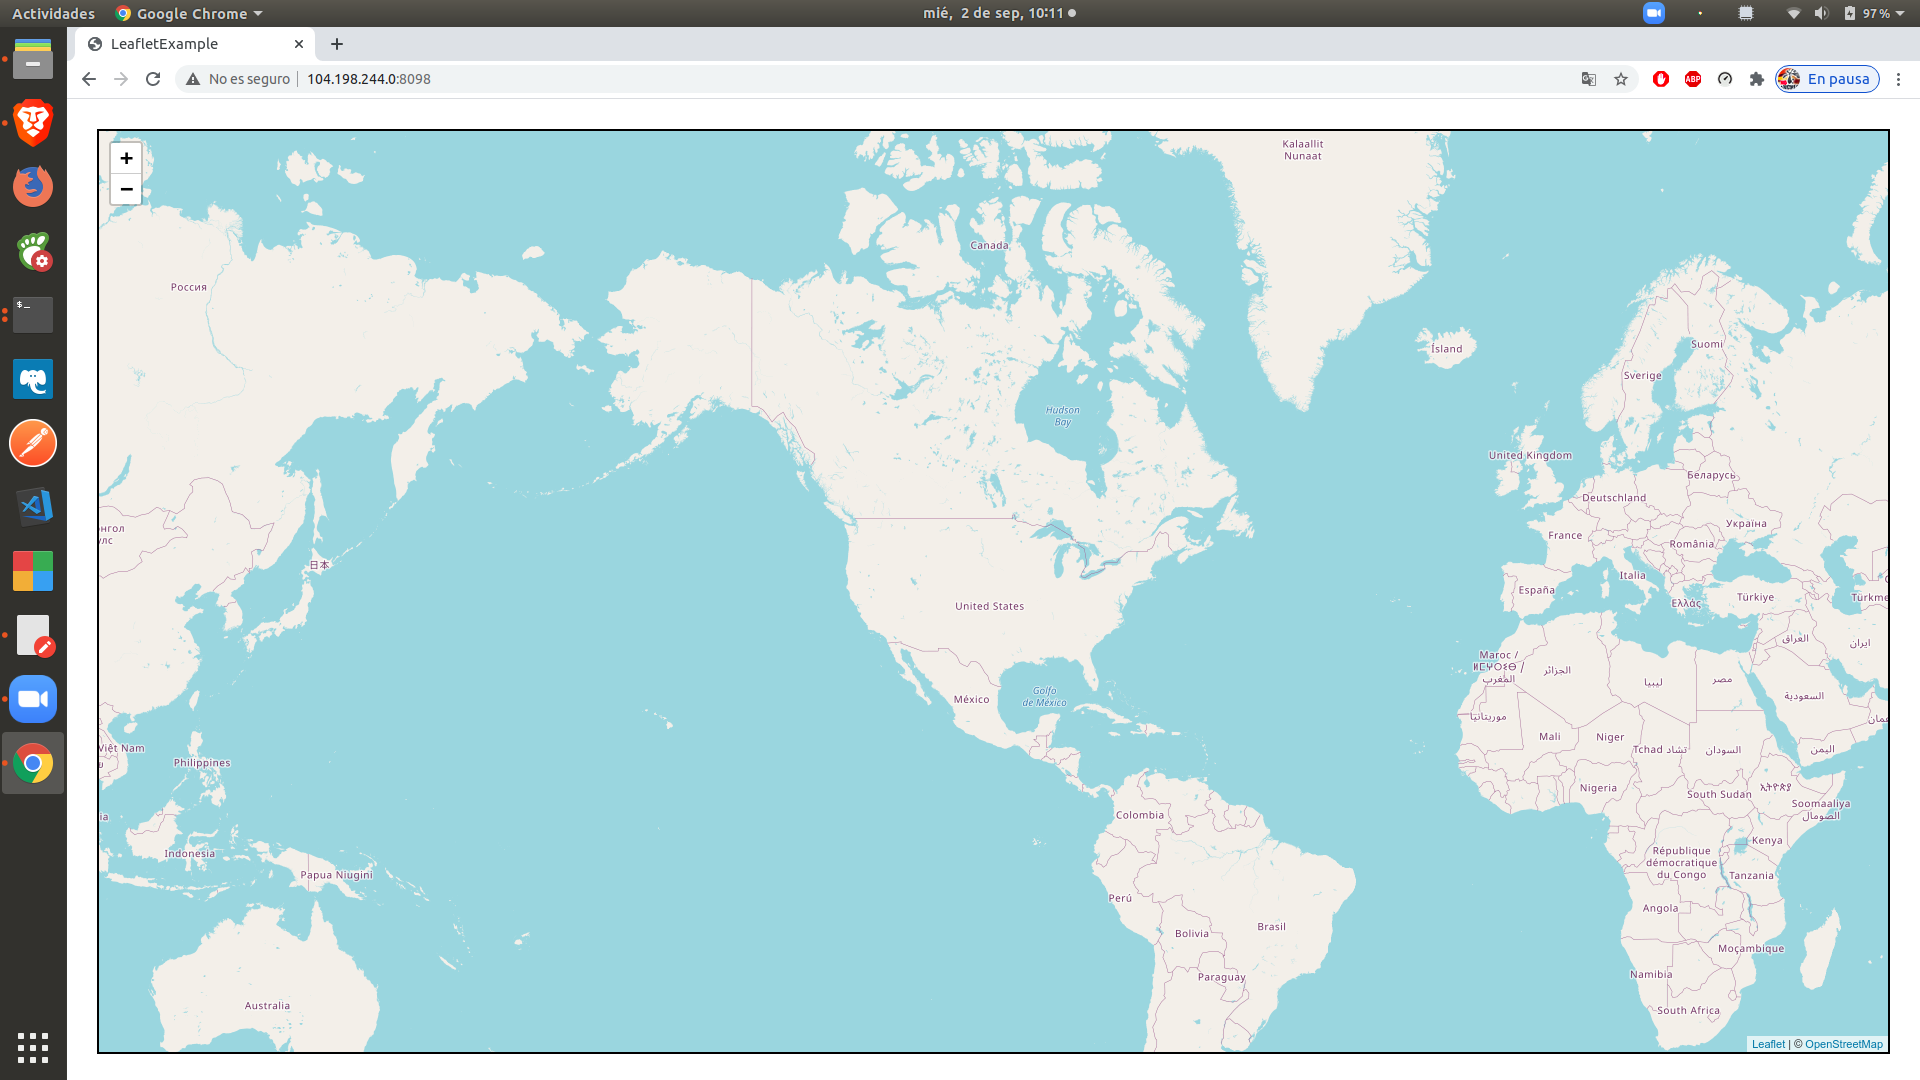 Actividades
Google Chrome
mié, 2 de sep, 10:11
97 %
LeafletExample
No es seguro
104.198.244.0:8098
ABP
En pausa
+
−
$_
Kalaallit
Nunaat
Canada
Россия
Ísland
Suomi
Sverige
Hudson
Bay
United Kingdom
Беларусь
Deutschland
Україна
France
România
日本
Italia
España
Türkiye
Ελλάς
Türkme
United States
العراق
ایران
Maroc /
ⵍⵎⵖⵔⵉⴱ /
المغرب
الجزائر
ليبيا
مصر
السعودية
México
Golfo
de México
موريتانيا
عمان
Mali
Niger
Tchad تشاد
السودان
اليمن
Việt Nam
Philippines
Nigeria
South Sudan
ኢትዮጵያ
Soomaaliya
الصومال
Colombia
Kenya
Indonesia
République
démocratique
du Congo
Tanzania
Papua Niugini
Perú
Angola
Brasil
Bolivia
Moçambique
Paraguay
Namibia
Australia
South Africa
Leaflet | © OpenStreetMap